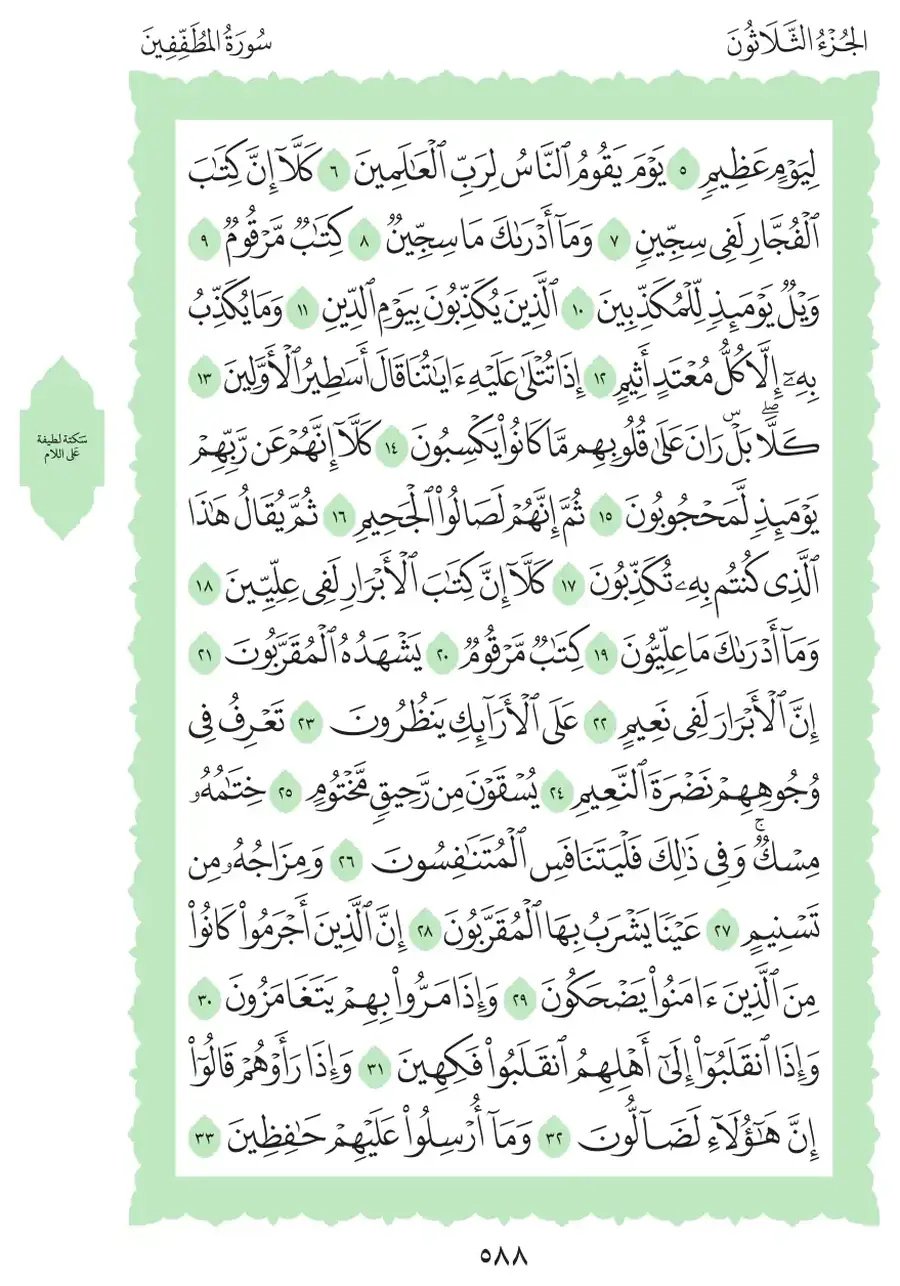 الجُزْءُ الثَّلَاثُونَ
سُورَةُ المُطَفِّفِينَ
لِيَوْمٍ عَظِيمٖ ٥ يَوْمَ يَقُومُ ٱلنَّاسُ لِرَبِّ ٱلْعَٰلَمِينَ ٦ كَلَّآ إِنَّ كِتَٰبَ
ٱلْفُجَّارِ لَفِى سِجِّينٖ ٧ وَمَآ أَدْرَىٰكَ مَا سِجِّينٞ ٨ كِتَٰبٞ مَّرْقُومٞ ٩
وَيْلٞ يَوْمَئِذٖ لِّلْمُكَذِّبِينَ ١٠ ٱلَّذِينَ يُكَذِّبُونَ بِيَوْمِ ٱلدِّينِ ١١ وَمَا يُكَذِّبُ
بِهِۦٓ إِلَّا كُلُّ مُعْتَدٍ أَثِيمٍ ١٢ إِذَا تُتْلَىٰ عَلَيْهِ ءَايَٰتُنَا قَالَ أَسَٰطِيرُ ٱلْأَوَّلِينَ ١٣
كَلَّاۖ بَلْۜ رَانَ عَلَىٰ قُلُوبِهِم مَّا كَانُوا۟ يَكْسِبُونَ ١٤ كَلَّآ إِنَّهُمْ عَن رَّبِّهِمْ
يَوْمَئِذٖ لَّمَحْجُوبُونَ ١٥ ثُمَّ إِنَّهُمْ لَصَالُوا۟ ٱلْجَحِيمِ ١٦ ثُمَّ يُقَالُ هَٰذَا
ٱلَّذِى كُنتُم بِهِۦ تُكَذِّبُونَ ١٧ كَلَّآ إِنَّ كِتَٰبَ ٱلْأَبْرَارِ لَفِى عِلِّيِّينَ ١٨
وَمَآ أَدْرَىٰكَ مَا عِلِّيُّونَ ١٩ كِتَٰبٞ مَّرْقُومٞ ٢٠ يَشْهَدُهُ ٱلْمُقَرَّبُونَ ٢١
إِنَّ ٱلْأَبْرَارَ لَفِى نَعِيمٍ ٢٢ عَلَى ٱلْأَرَآئِكِ يَنظُرُونَ ٢٣ تَعْرِفُ فِى
وُجُوهِهِمْ نَضْرَةَ ٱلنَّعِيمِ ٢٤ يُسْقَوْنَ مِن رَّحِيقٖ مَّخْتُومٍ ٢٥ خِتَٰمُهُۥ
مِسْكٞۚ وَفِى ذَٰلِكَ فَلْيَتَنَافَسِ ٱلْمُتَنَٰفِسُونَ ٢٦ وَمِزَاجُهُۥ مِن
تَسْنِيمٍ ٢٧ عَيْنٗا يَشْرَبُ بِهَا ٱلْمُقَرَّبُونَ ٢٨ إِنَّ ٱلَّذِينَ أَجْرَمُوا۟ كَانُوا۟
مِنَ ٱلَّذِينَ ءَامَنُوا۟ يَضْحَكُونَ ٢٩ وَإِذَا مَرُّوا۟ بِهِمْ يَتَغَامَزُونَ ٣٠
وَإِذَا ٱنقَلَبُوٓا۟ إِلَىٰٓ أَهْلِهِمُ ٱنقَلَبُوا۟ فَكِهِينَ ٣١ وَإِذَا رَأَوْهُمْ قَالُوٓا۟
إِنَّ هَٰٓؤُلَآءِ لَضَآلُّونَ ٣٢ وَمَآ أُرْسِلُوا۟ عَلَيْهِمْ حَٰفِظِينَ ٣٣
سَكتة لطيفة
عَلى اللام
٥٨٨